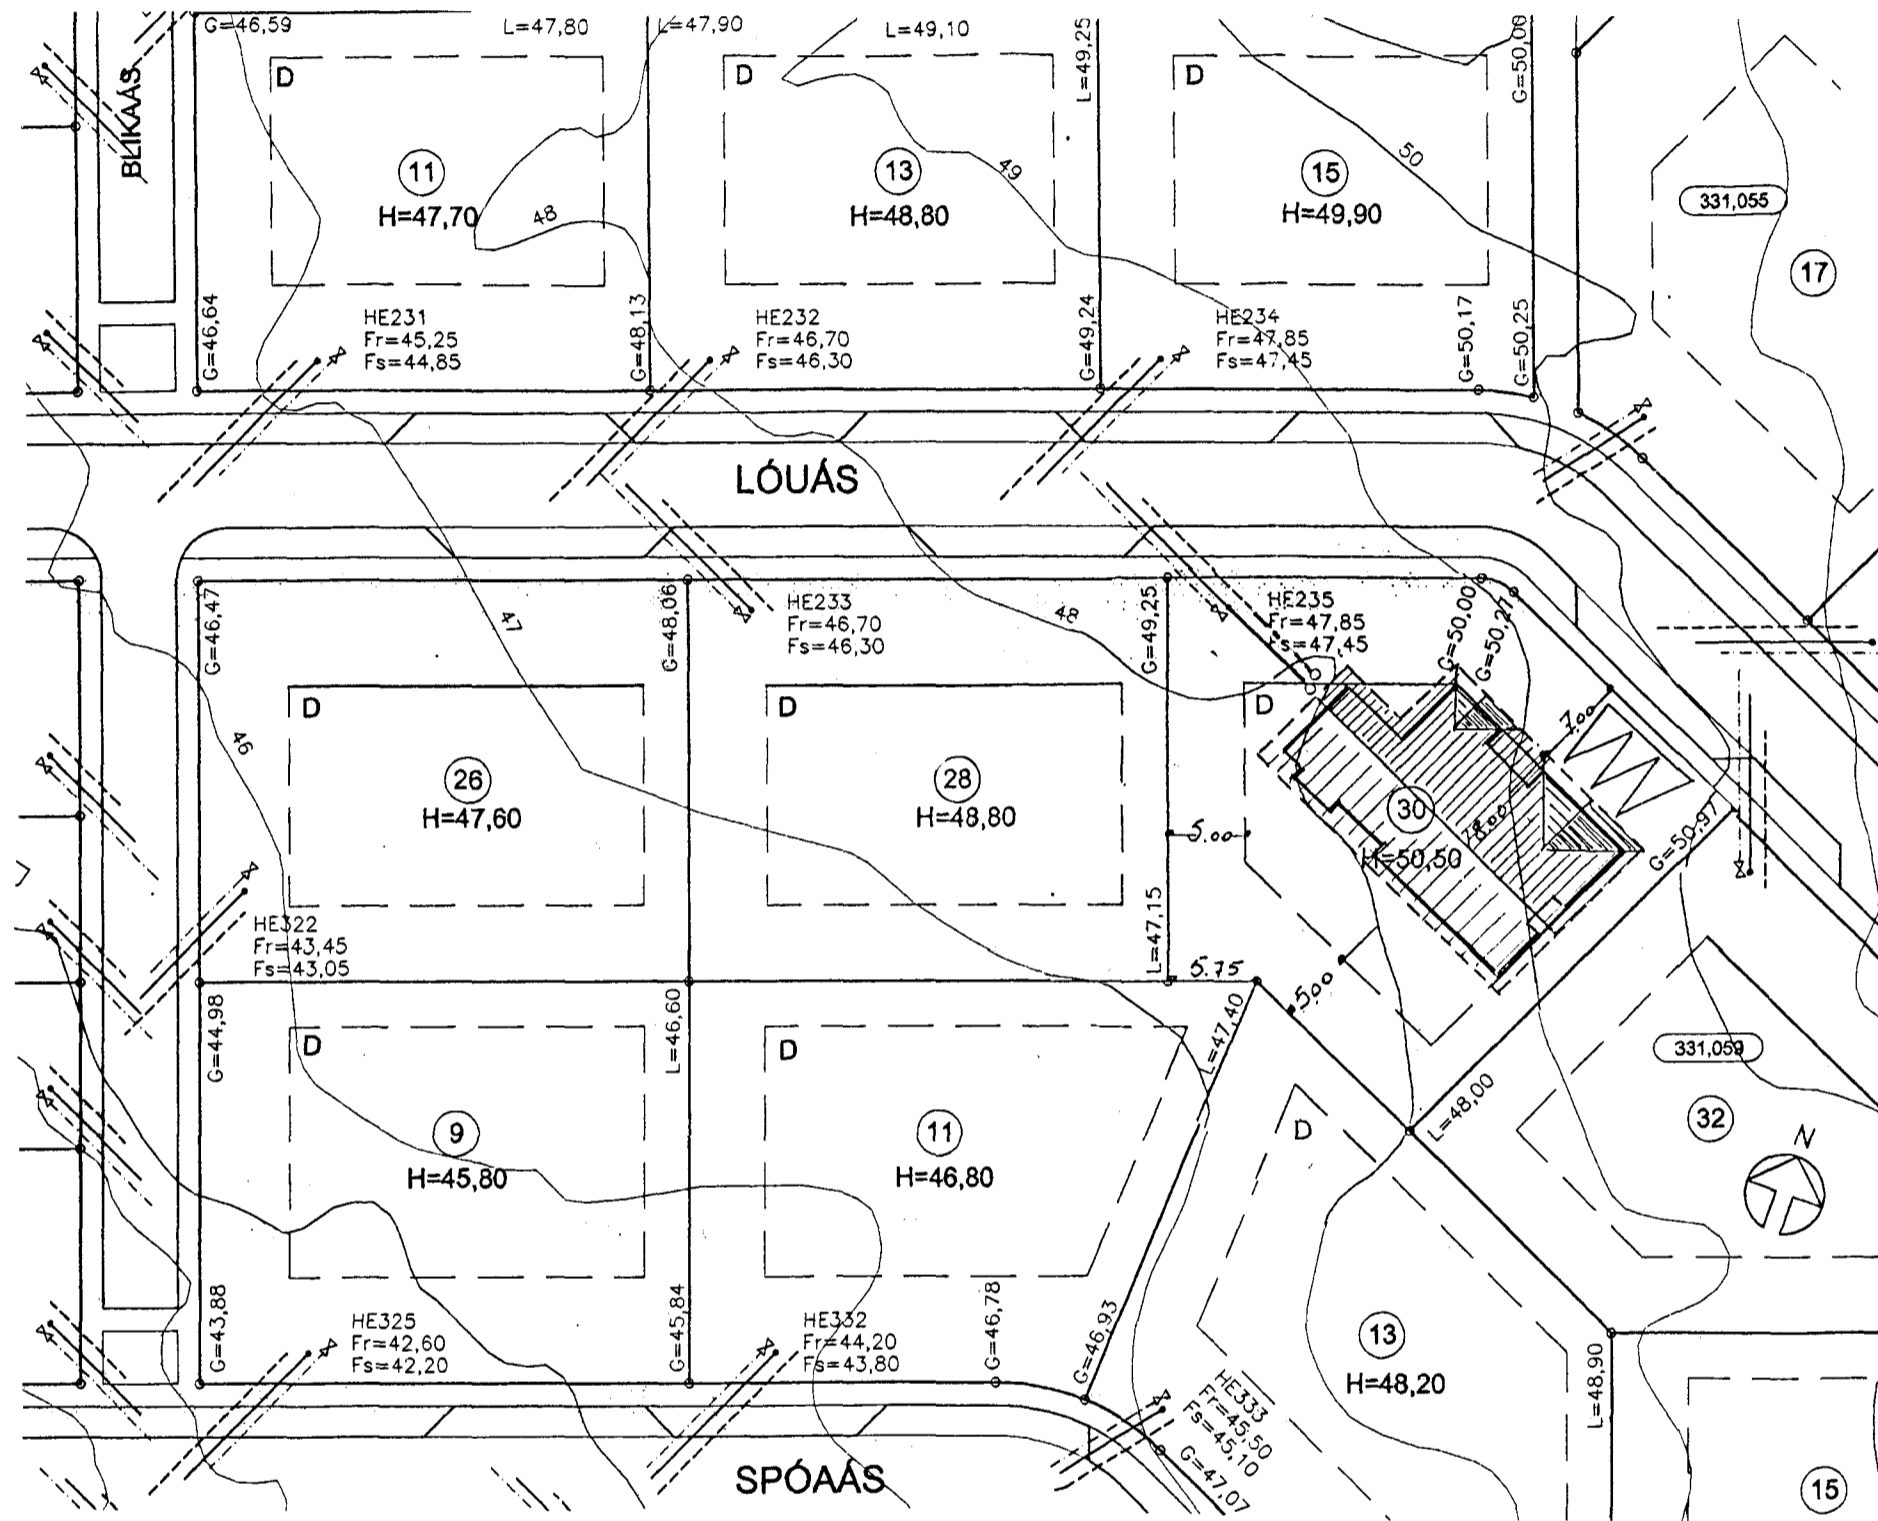 G=46,59
L=47,80
L=47,90
L=49,10
L=49,25
G=50,00
BLIKAÁS
D
D
D
11
H=47,70
13
H=48,80
15
H=49,90
48
49
50
331,055
17
G=46,64
HE231
Fr=45,25
Fs=44,85
G=48,13
HE232
Fr=46,70
Fs=46,30
G=49,24
HE234
Fr=47,85
Fs=47,45
G=50,17
G=50,25
LÓUÁS
G=46,47
47
G=48,06
HE233
Fr=46,70
Fs=46,30
48
G=49,25
HE235
Fr=47,85
Fs=47,45
G=50,00
G=50,27
46
D
26
H=47,60
D
28
H=48,80
D
7.00
30
H=50,50
78.00
5.00
G=50,97
HE322
Fr=43,45
Fs=43,05
L=47,15
5.75
5,00
G=44,98
L=46,60
L=47,40
D
D
D
9
H=45,80
11
H=46,80
L=48,00
331,059
32
N
G=43,88
HE325
Fr=42,60
Fs=42,20
G=45,84
HE332
Fr=44,20
Fs=43,80
G=46,78
G=46,93
13
H=48,20
L=48,90
HE333
Fr=45,50
Fs=45,10
G=47,07
SPÓAÁS
15